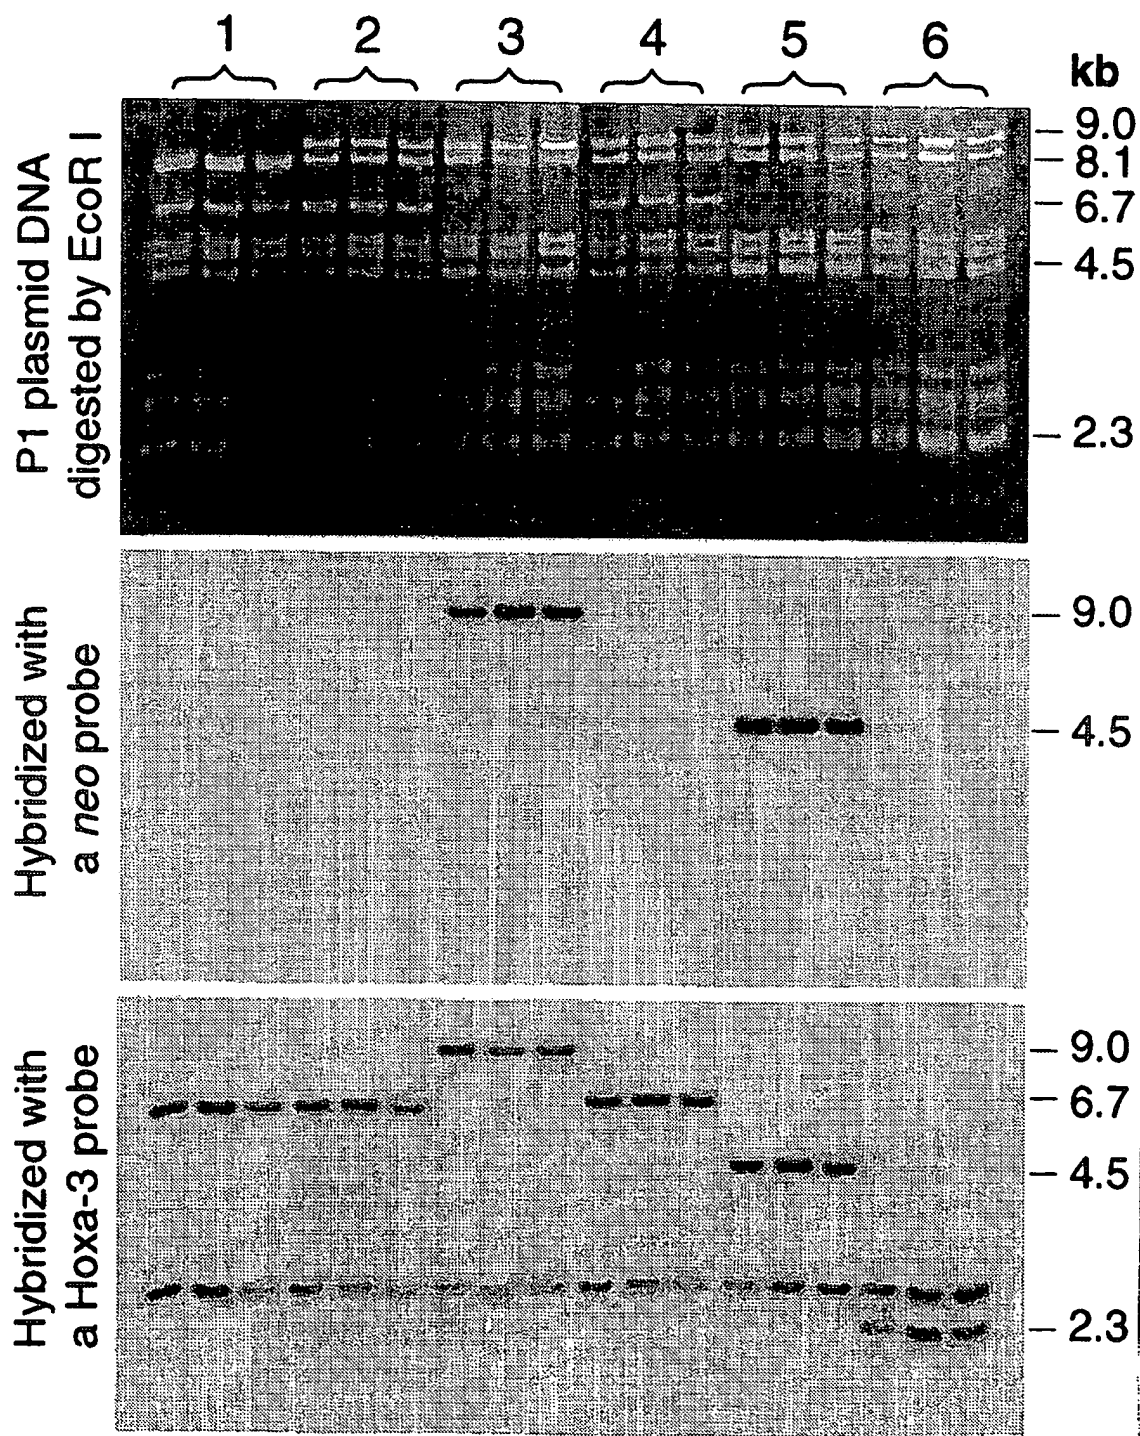 1 2 3 4 5 6
kb
P1 plasmid DNA
digested by EcoR I
9.0
8.1
6.7
4.5
2.3
Hybridized with
a neo probe
9.0
4.5
Hybridized with
a Hoxa-3 probe
9.0
6.7
4.5
2.3